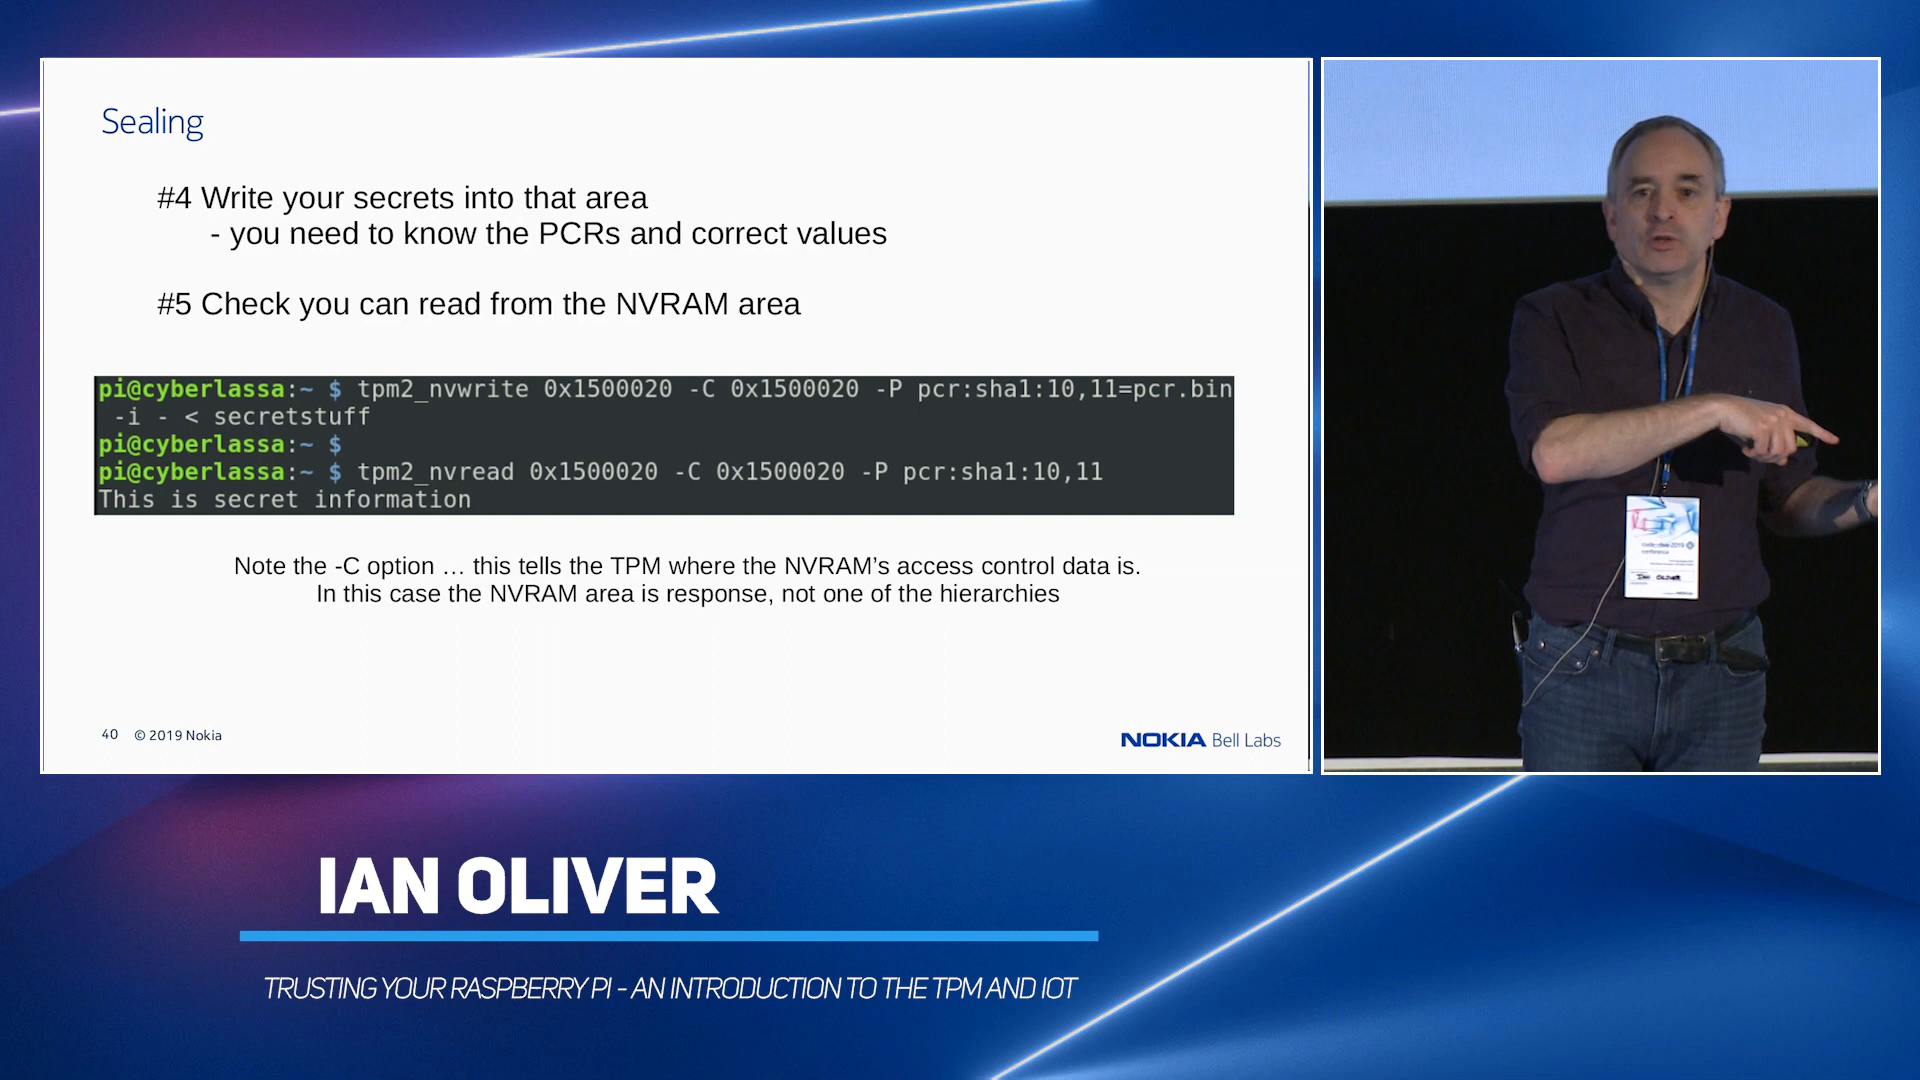 Sealing
#4 Write your secrets into that area
- you need to know the PCRs and correct values
#5 Check you can read from the NVRAM area
pi@cyberlassa:~ $ tpm2_nvwrite 0x1500020 -C 0x1500020 -P pcr:sha1:10,11=pcr.bin
-i - < secretstuff
pi@cyberlassa:~ $
pi@cyberlassa:~ $ tpm2_nvread 0x1500020 -C 0x1500020 -P pcr:sha1:10,11
This is secret information
Note the -C option … this tells the TPM where the NVRAM’s access control data is.
In this case the NVRAM area is response, not one of the hierarchies
40 © 2019 Nokia
NOKIA Bell Labs
conference
IAN OLIVER
IAN OLIVER
TRUSTING YOUR RASPBERRY PI - AN INTRODUCTION TO THE TPM AND IOT